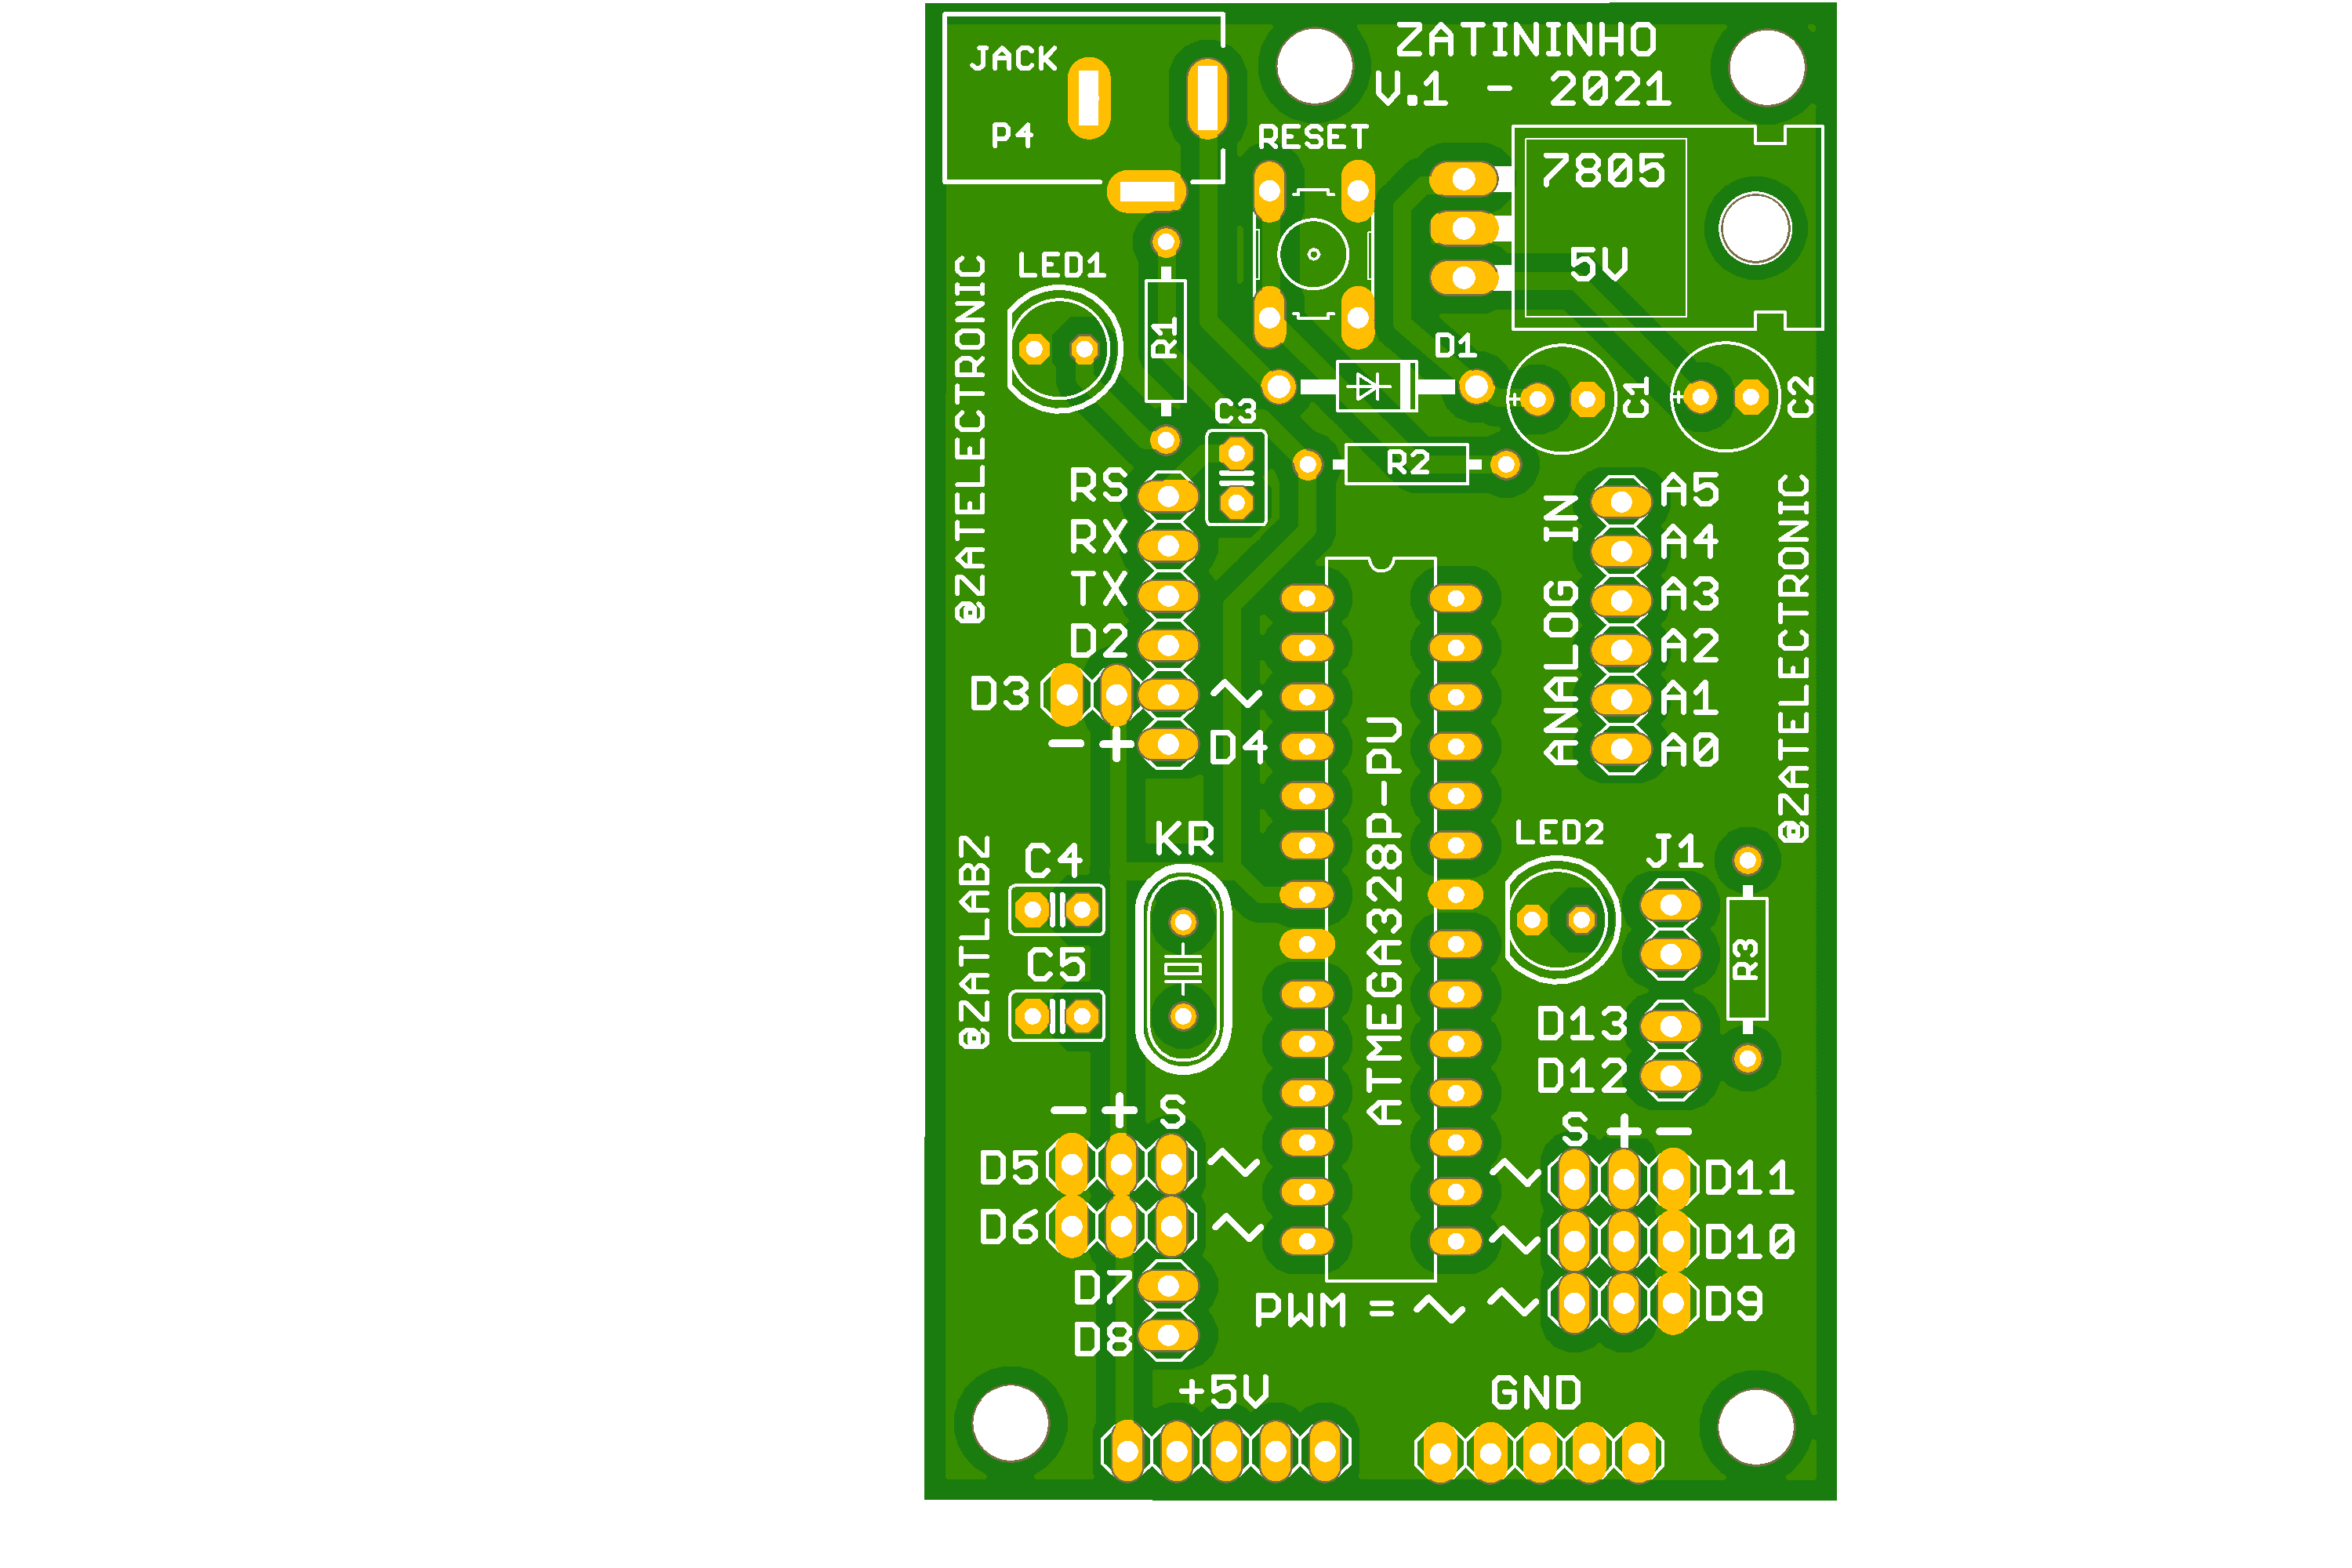 ZATININHO
V.1 - 2021
JACK
P4
RESET
7805
5V
LED1
R1
D1
C1
C2
C3
R2
@ZATELECTRONIC
RS
RX
TX
D2
D3
~
- +
D4
ANALOG IN
A5
A4
A3
A2
A1
A0
@ZATELECTRONIC
ATMEGA328P-PU
@ZATLABZ
C4
KR
C5
LED2
J1
R3
D13
D12
- + S
D5 ~
D6 ~
D7
D8
S + -
~ D11
~ D10
~ D9
PWM = ~
+5V
GND